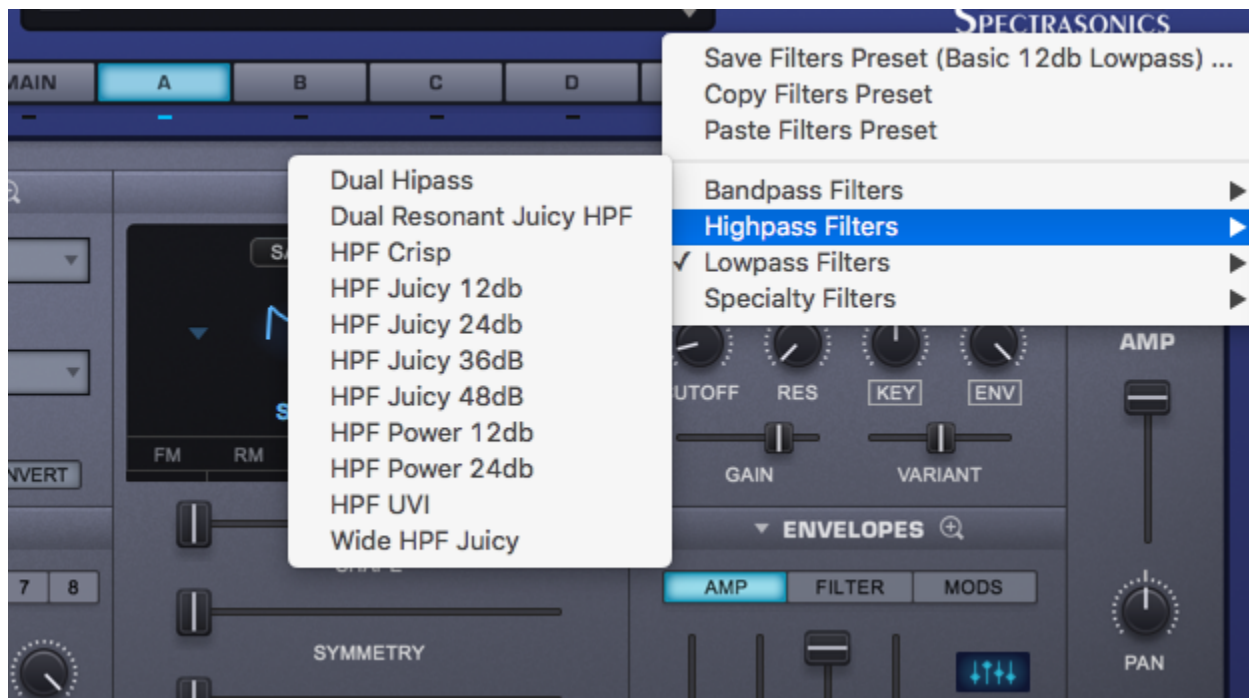 SPECTRASONICS
MAIN A B C D
Save Filters Preset (Basic 12db Lowpass) ...
Copy Filters Preset
Paste Filters Preset
Bandpass Filters
Highpass Filters
✓ Lowpass Filters
Specialty Filters
Dual Hipass
Dual Resonant Juicy HPF
HPF Crisp
HPF Juicy 12db
HPF Juicy 24db
HPF Juicy 36dB
HPF Juicy 48dB
HPF Power 12db
HPF Power 24db
HPF UVI
Wide HPF Juicy
FM RM
NVERT
7 8
SYMMETRY
UTOFF RES KEY ENV
GAIN VARIANT
ENVELOPES
AMP FILTER MODS
AMP
PAN